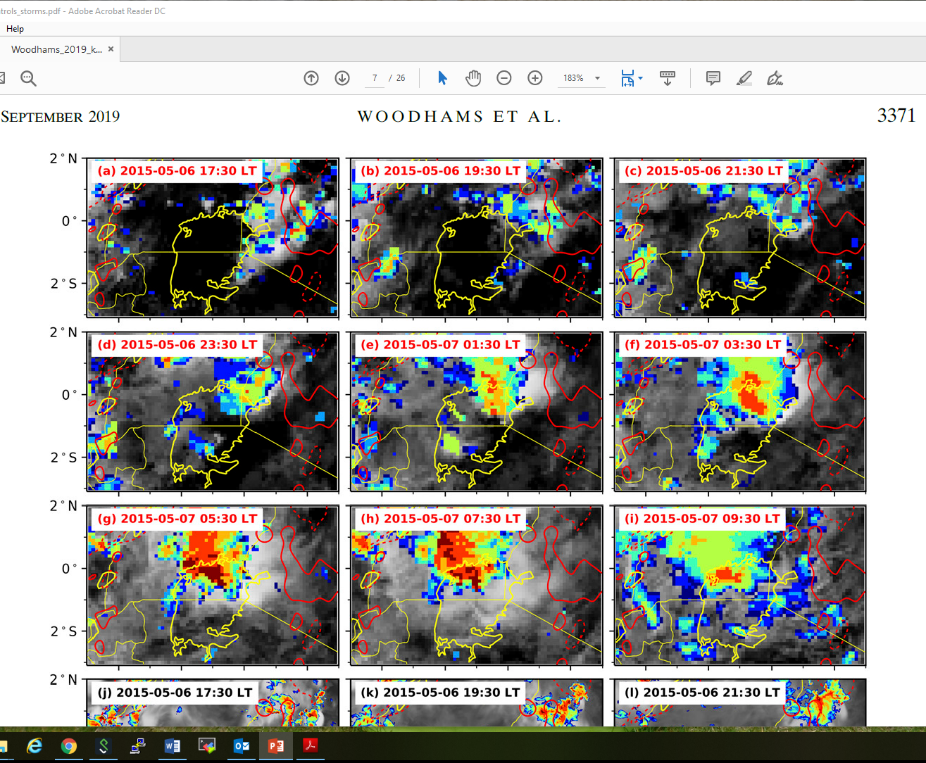 trols_storms.pdf - Adobe Acrobat Reader DC
Help
Woodhams_2019_k... ×
7 / 26 183%
SEPTEMBER 2019 WOODHAMS ET AL. 3371
2°N (a) 2015-05-06 17:30 LT (b) 2015-05-06 19:30 LT (c) 2015-05-06 21:30 LT
0°
2°S
2°N (d) 2015-05-06 23:30 LT (e) 2015-05-07 01:30 LT (f) 2015-05-07 03:30 LT
0°
2°S
2°N (g) 2015-05-07 05:30 LT (h) 2015-05-07 07:30 LT (i) 2015-05-07 09:30 LT
0°
2°S
2°N (j) 2015-05-06 17:30 LT (k) 2015-05-06 19:30 LT (l) 2015-05-06 21:30 LT